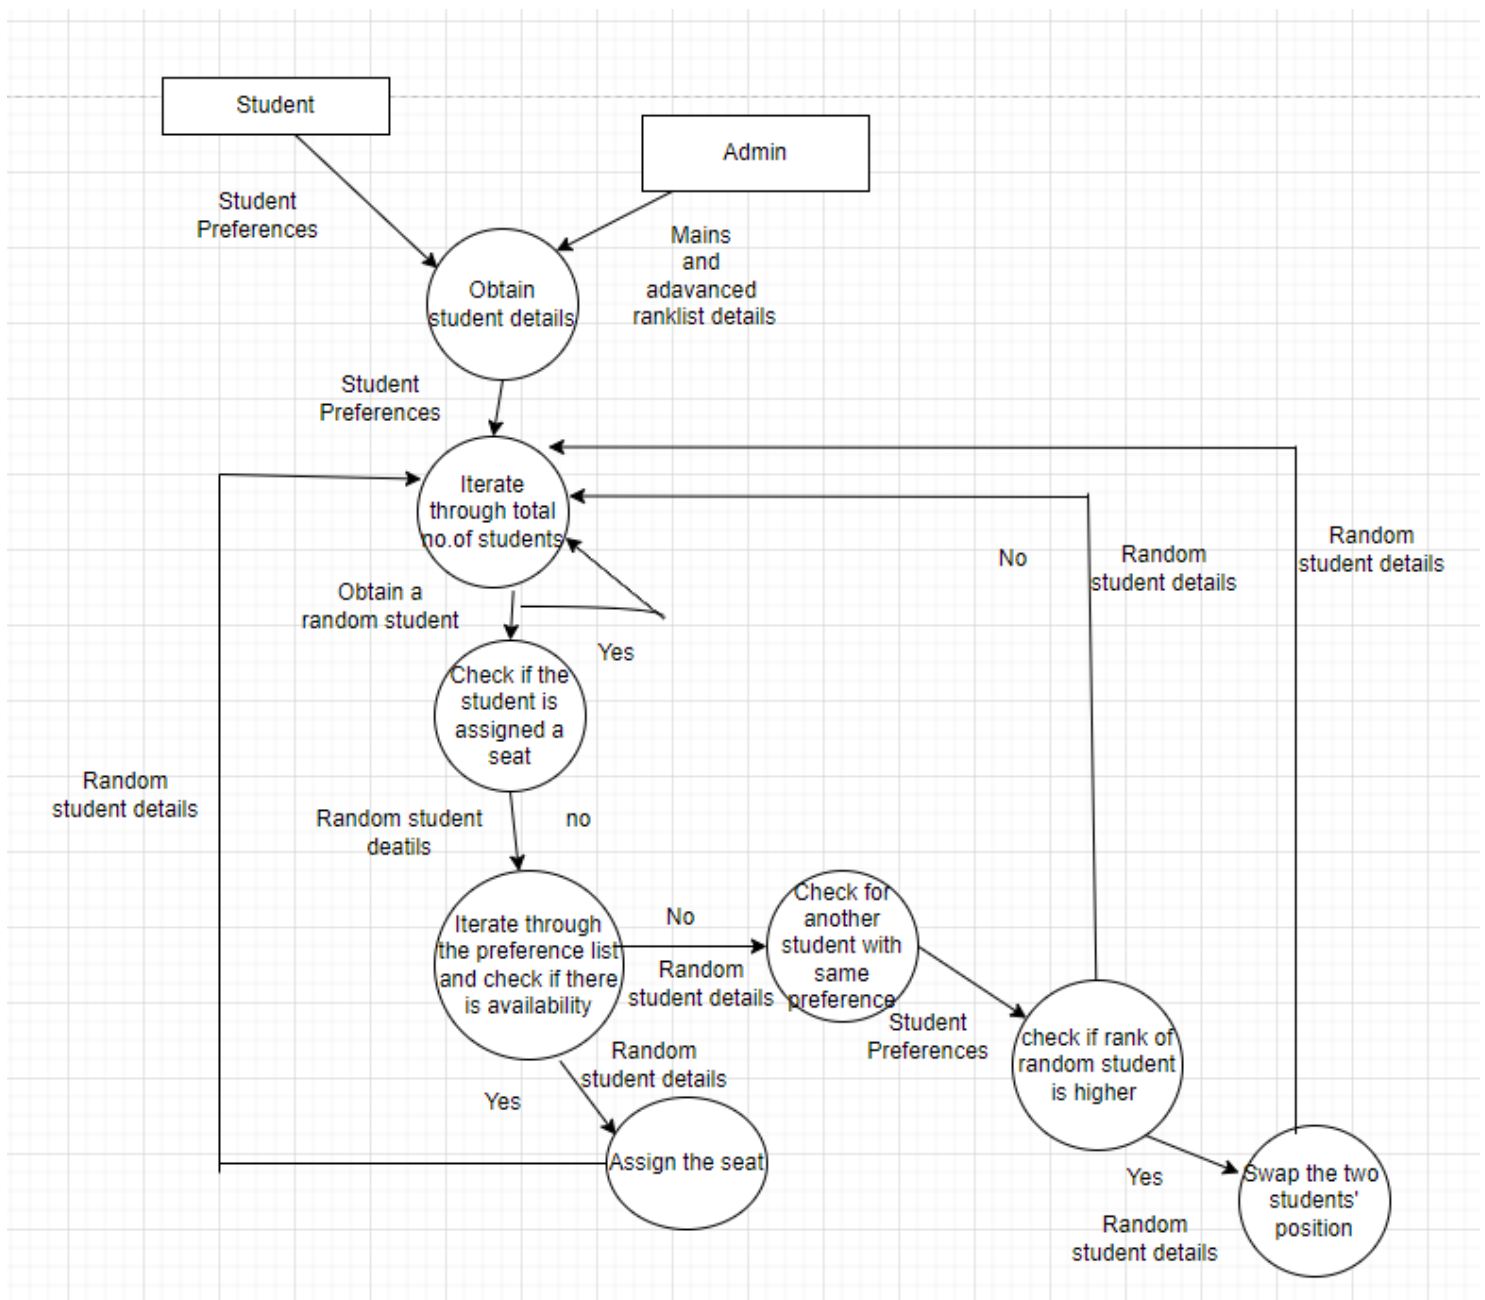 Student
Admin
Student
Preferences
Mains
and
adavanced
ranklist details
Obtain
student details
Student
Preferences
Iterate
through total
no.of students
No
Random
student details
Random
student details
Obtain a
random student
Yes
Check if the
student is
assigned a
seat
Random
student details
Random student
deatils
no
Iterate through
the preference list
and check if there
is availability
No
Random
student details
Check for
another
student with
same
preference
Student
Preferences
check if rank of
random student
is higher
Random
student details
Yes
Assign the seat
Yes
Random
student details
Swap the two
students'
position